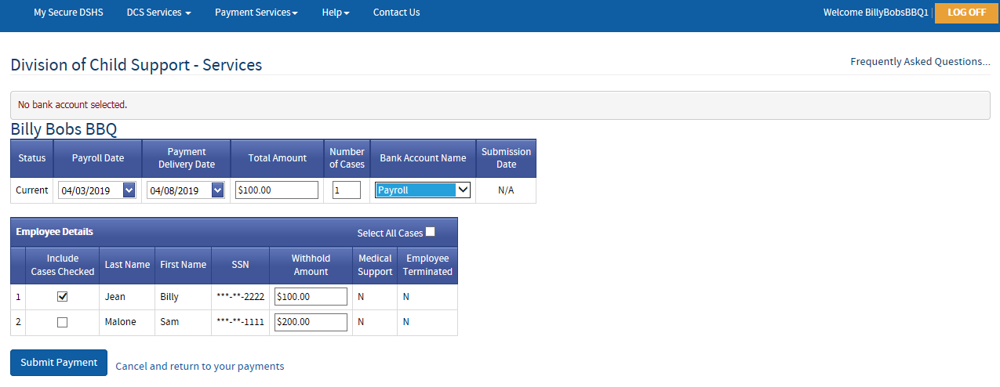 My Secure DSHS DCS Services Payment Services Help Contact Us Welcome BillyBobsBBQ1 | LOG OFF
Division of Child Support - Services Frequently Asked Questions...
No bank account selected.
Billy Bobs BBQ
Status Payroll Date Payment Delivery Date Total Amount Number of Cases Bank Account Name Submission Date
Current 04/03/2019 04/08/2019 $100.00 1 Payroll N/A
Employee Details Select All Cases
Include Cases Checked Last Name First Name SSN Withhold Amount Medical Support Employee Terminated
1 Jean Billy ***-**-2222 $100.00 N N
2 Malone Sam ***-**-1111 $200.00 N N
Submit Payment Cancel and return to your payments